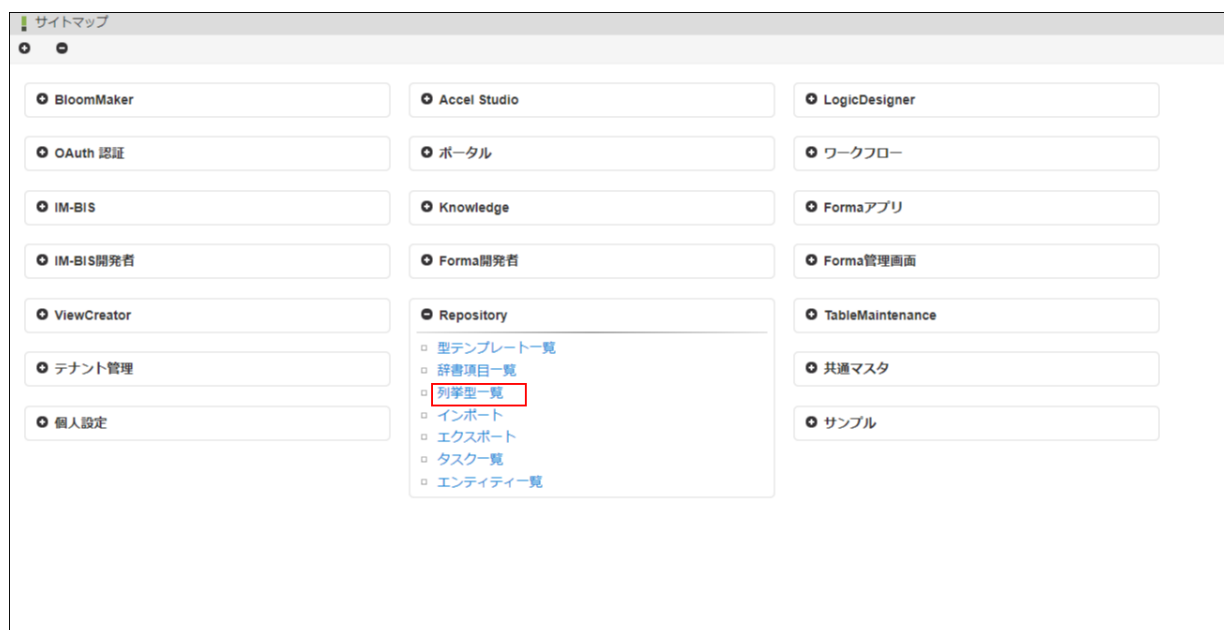 サイトマップ
BloomMaker
Accel Studio
LogicDesigner
OAuth 認証
ポータル
ワークフロー
IM-BIS
Knowledge
Formaアプリ
IM-BIS開発者
Forma開発者
Forma管理画面
ViewCreator
Repository
型テンプレート一覧
辞書項目一覧
列挙型一覧
インポート
エクスポート
タスク一覧
エンティティ一覧
TableMaintenance
テナント管理
共通マスタ
個人設定
サンプル